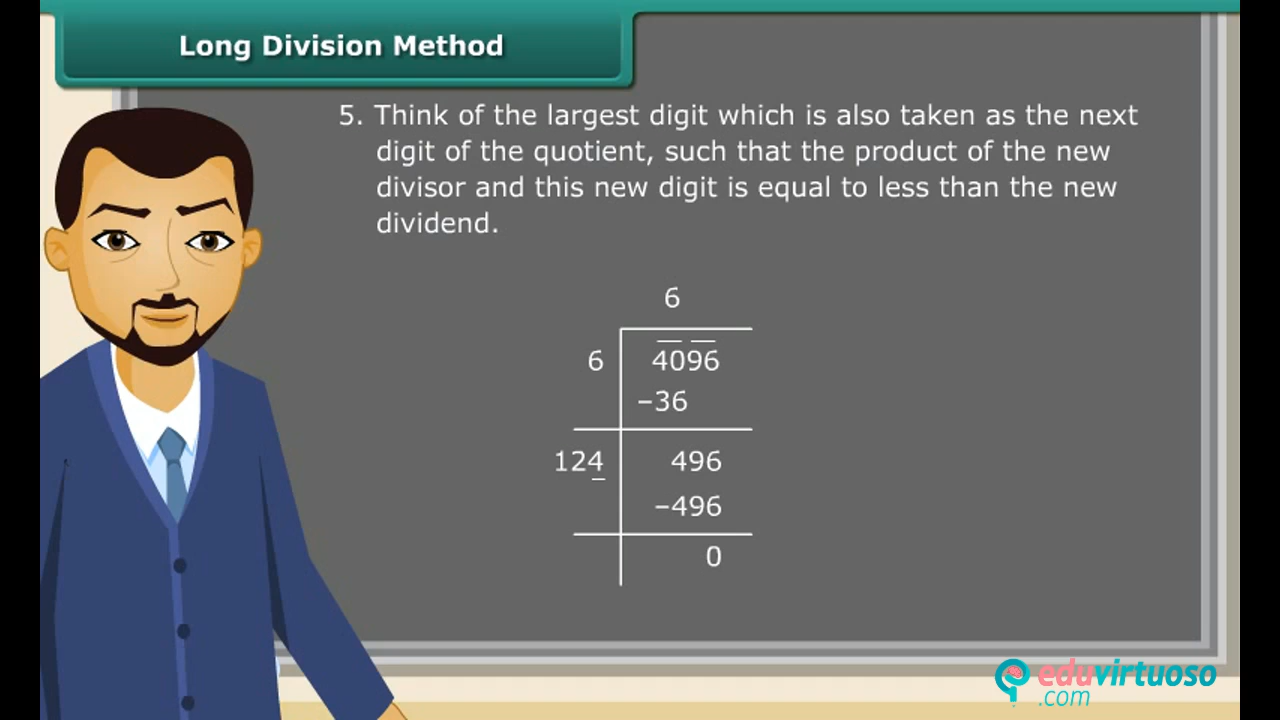 Long Division Method
5. Think of the largest digit which is also taken as the next
digit of the quotient, such that the product of the new
divisor and this new digit is equal to less than the new
dividend.
6
6 4096
–36
124 496
–496
0
eduvirtuoso
.com